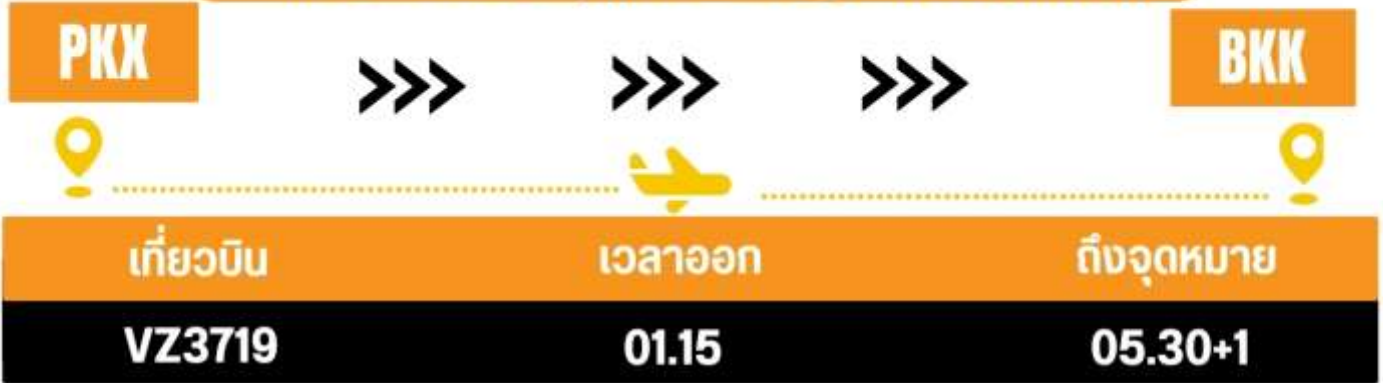 PKX >>> >>> >>> BKK
เที่ยวบิน เวลาออก ถึงจุดหมาย
VZ3719 01.15 05.30+1